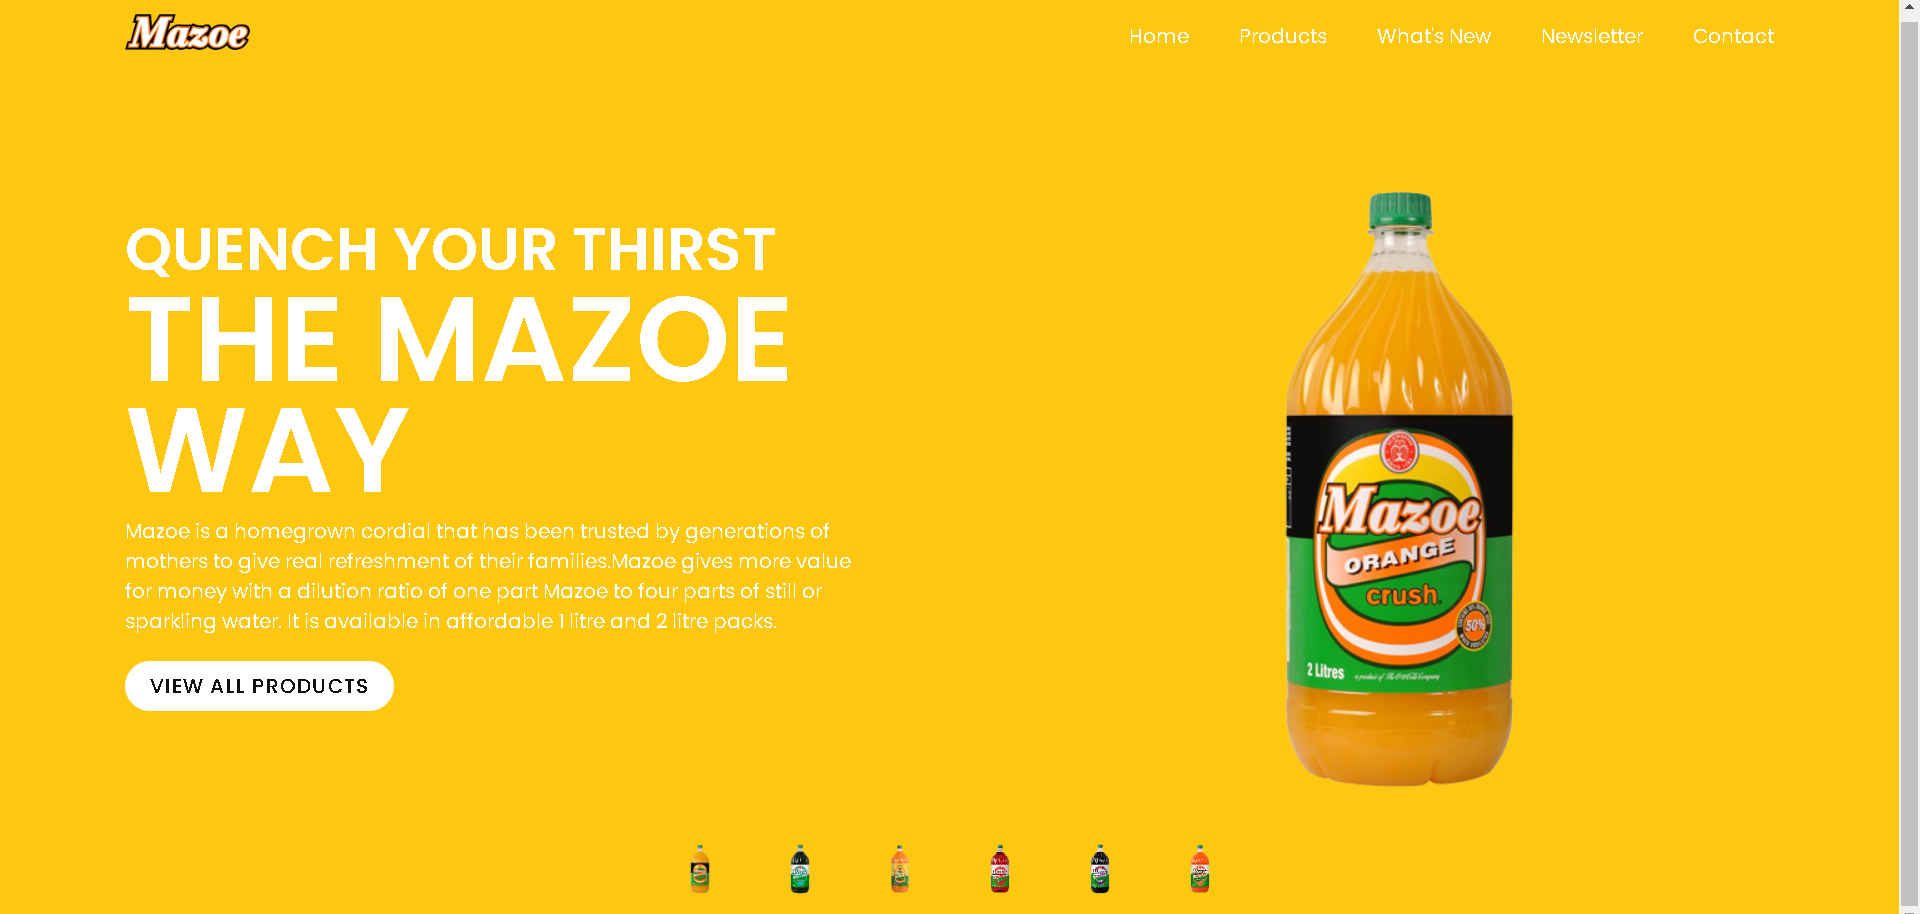 Mazoe
Home Products What's New Newsletter Contact
QUENCH YOUR THIRST
THE MAZOE
WAY
Mazoe is a homegrown cordial that has been trusted by generations of
mothers to give real refreshment of their families.Mazoe gives more value
for money with a dilution ratio of one part Mazoe to four parts of still or
sparkling water. It is available in affordable 1 litre and 2 litre packs.
VIEW ALL PRODUCTS
Mazoe
ORANGE
crush
50%
2 Litres
a product of The Coca-Cola Company